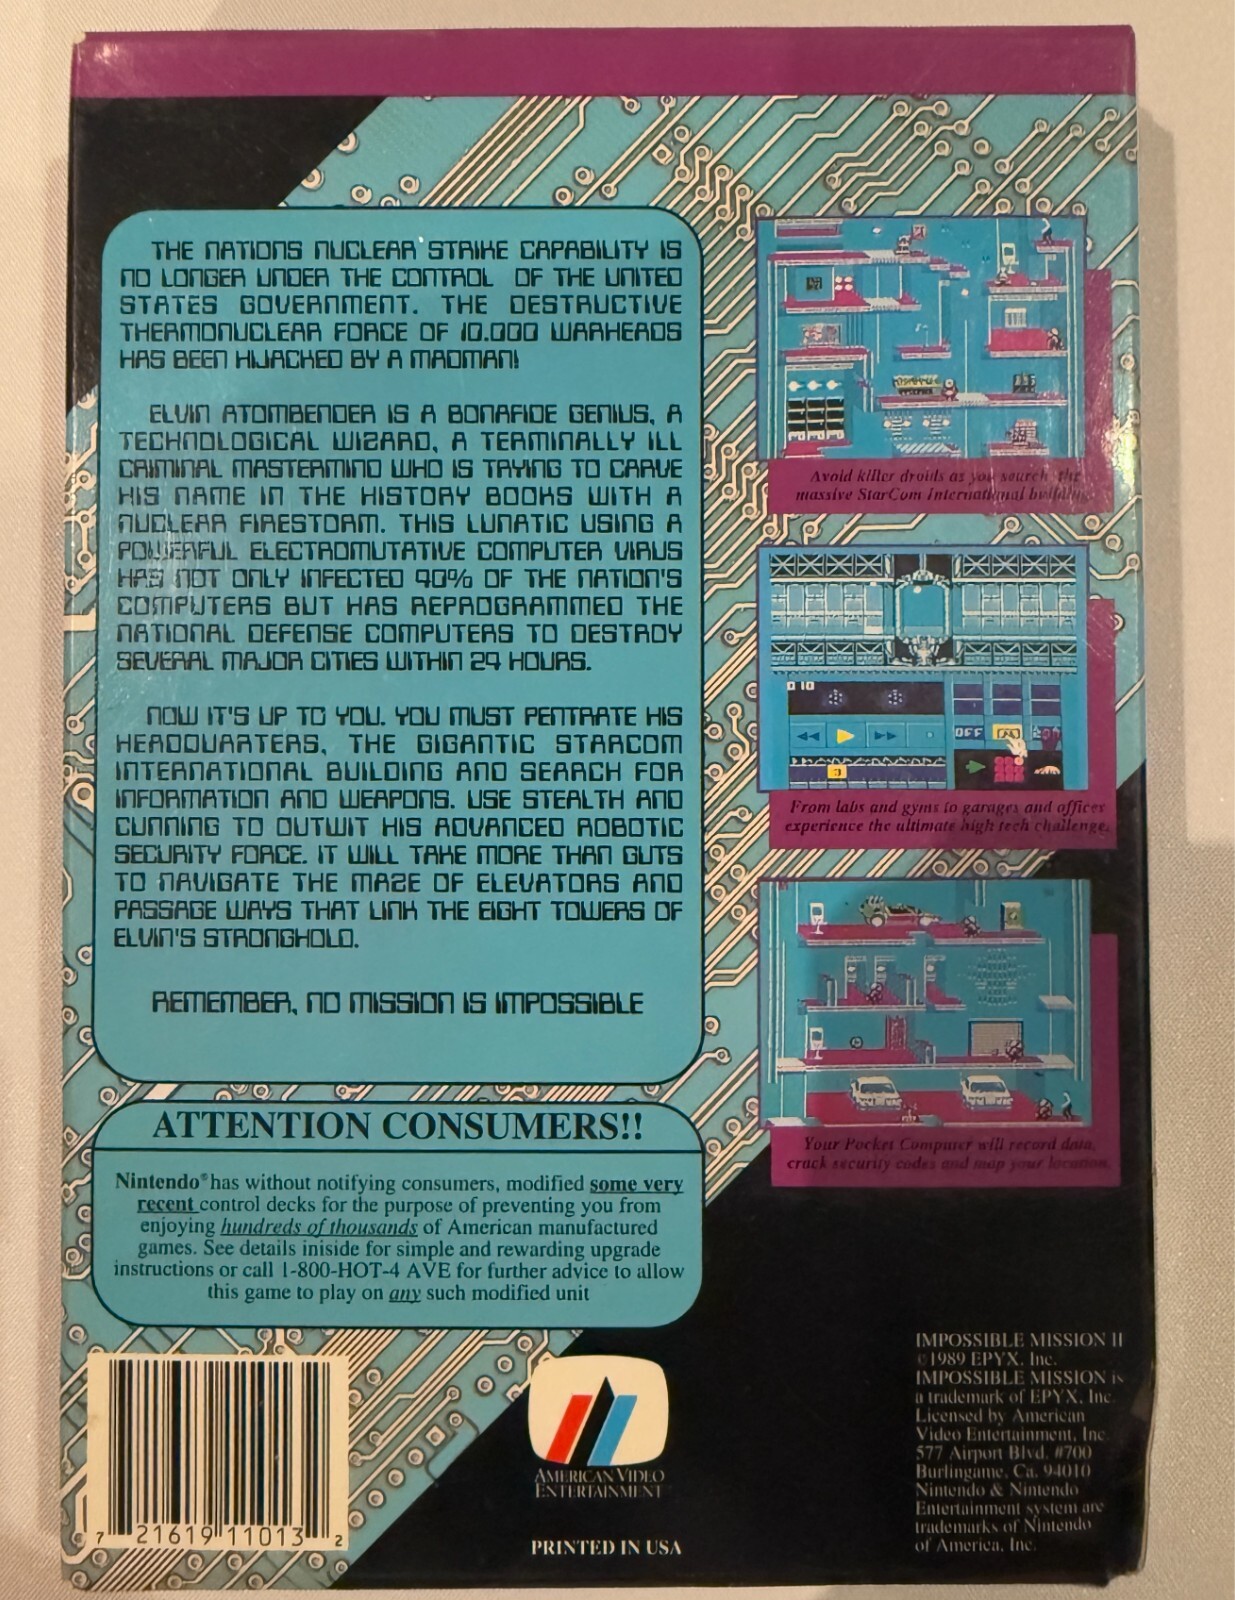 THE NATIONS NUCLEAR STRIKE CAPABILITY IS
NO LONGER UNDER THE CONTROL OF THE UNITED
STATES GOVERNMENT. THE DESTRUCTIVE
THERMONUCLEAR FORCE OF 10.000 WARHEADS
HAS BEEN HIJACKED BY A MADMAN!
ELVIN ATOMBENDER IS A BONAFIDE GENIUS, A
TECHNOLOGICAL WIZARD, A TERMINALLY ILL
CRIMINAL MASTERMIND WHO IS TRYING TO CARVE
HIS NAME IN THE HISTORY BOOKS WITH A
NUCLEAR FIRESTORM. THIS LUNATIC USING A
POWERFUL ELECTROMUTATIVE COMPUTER VIRUS
HAS NOT ONLY INFECTED 90% OF THE NATION'S
COMPUTERS BUT HAS REPROGRAMMED THE
NATIONAL DEFENSE COMPUTERS TO DESTROY
SEVERAL MAJOR CITIES WITHIN 24 HOURS.
NOW IT'S UP TO YOU. YOU MUST PENTRATE HIS
HEADQUARTERS, THE GIGANTIC STARCOM
INTERNATIONAL BUILDING AND SEARCH FOR
INFORMATION AND WEAPONS. USE STEALTH AND
CUNNING TO OUTWIT HIS ADVANCED ROBOTIC
SECURITY FORCE. IT WILL TAKE MORE THAN GUTS
TO NAVIGATE THE MAZE OF ELEVATORS AND
PASSAGE WAYS THAT LINK THE EIGHT TOWERS OF
ELVIN'S STRONGHOLD.
REMEMBER, NO MISSION IS IMPOSSIBLE
Avoid killer droids as you search the
massive StarCom International building.
010
OFF
3
From labs and gyms to garages and offices
experience the ultimate high tech challenge.
Your Pocket Computer will record data,
crack security codes and map your location.
ATTENTION CONSUMERS!!
Nintendo® has without notifying consumers, modified some very
recent control decks for the purpose of preventing you from
enjoying hundreds of thousands of American manufactured
games. See details iniside for simple and rewarding upgrade
instructions or call 1-800-HOT-4 AVE for further advice to allow
this game to play on any such modified unit
7 21619 11013 2
AMERICAN VIDEO
ENTERTAINMENT
PRINTED IN USA
IMPOSSIBLE MISSION II
©1989 EPYX, Inc.
IMPOSSIBLE MISSION is
a trademark of EPYX, Inc.
Licensed by American
Video Entertainment, Inc.
577 Airport Blvd. #700
Burlingame, Ca. 94010
Nintendo & Nintendo
Entertainment system are
trademarks of Nintendo
of America, Inc.